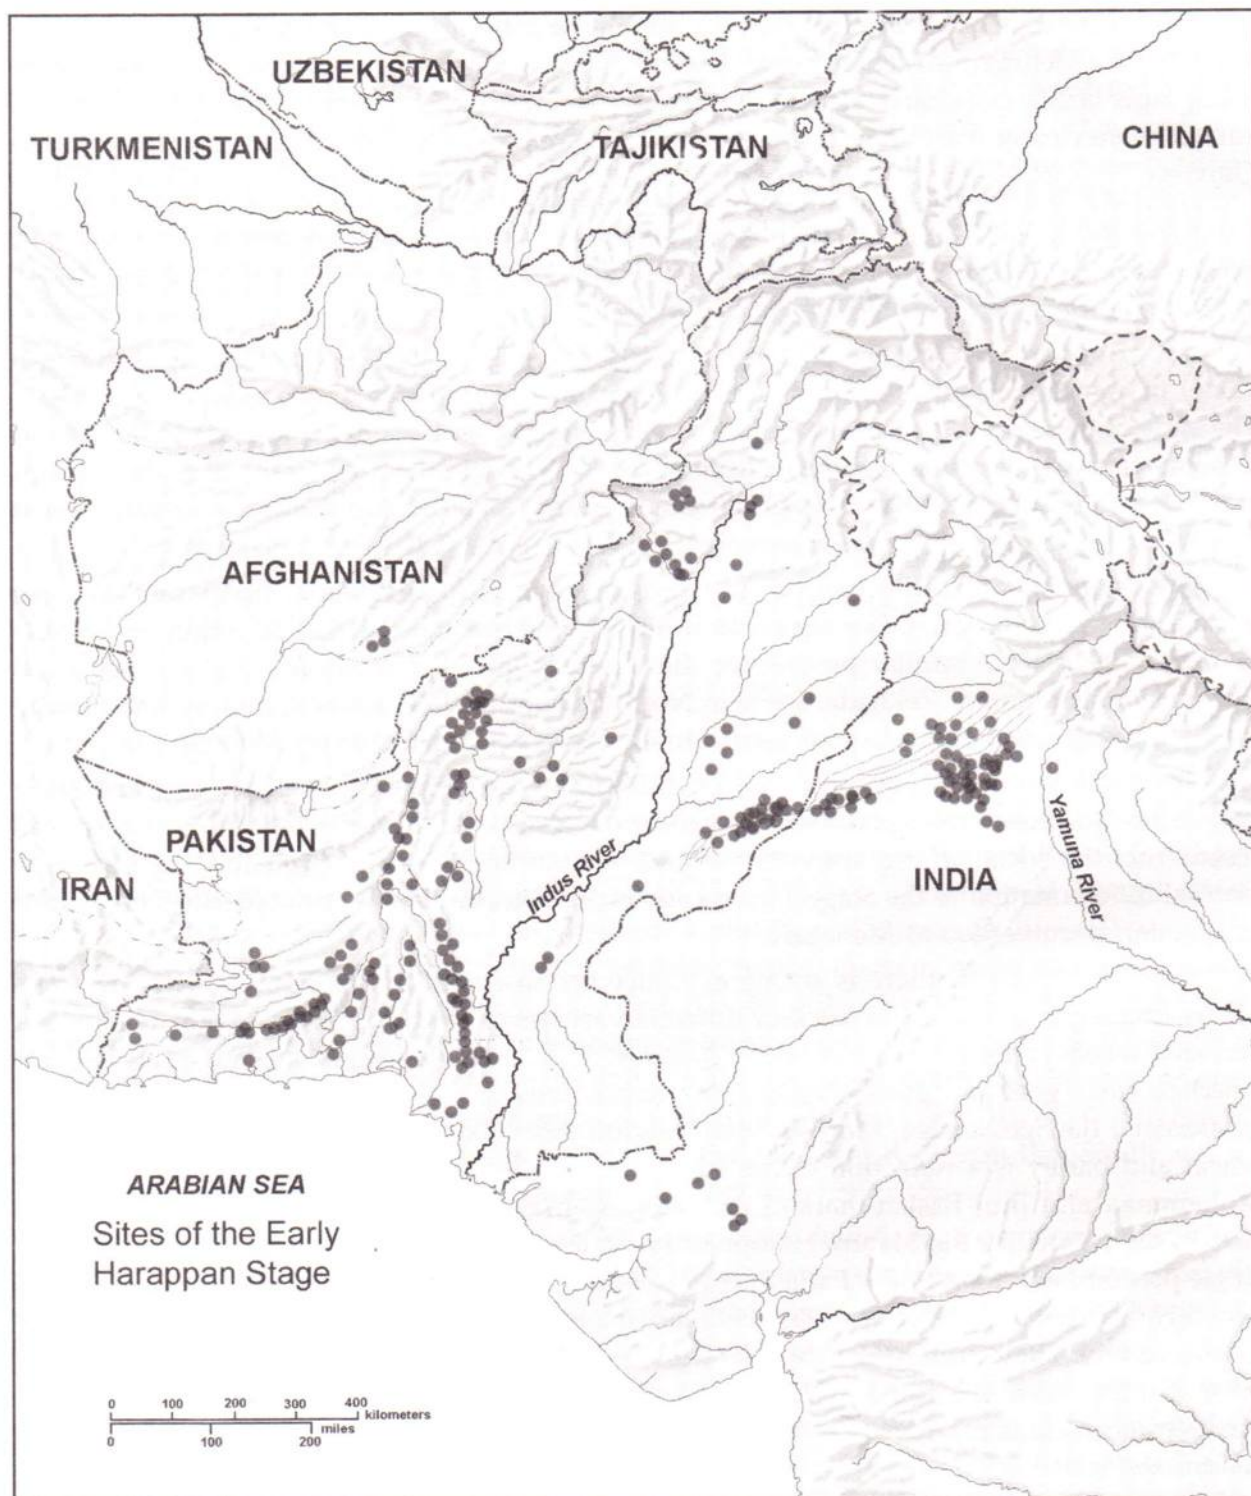 UZBEKISTAN
TURKMENISTAN
TAJIKISTAN
CHINA
AFGHANISTAN
PAKISTAN
IRAN
Indus River
INDIA
Yamuna River
ARABIAN SEA
Sites of the Early
Harappan Stage
0 100 200 300 400 kilometers
0 100 200 miles